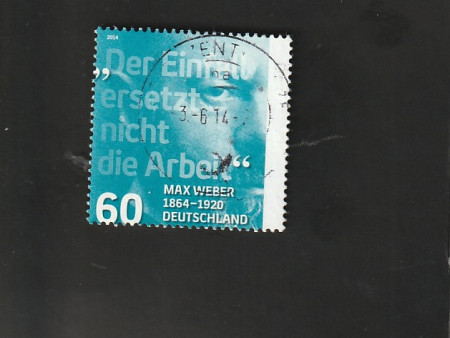 2014
„Der Einfall
ersetzt
nicht
die Arbeit“
MAX WEBER
1864–1920
60 DEUTSCHLAND
3.-6.14.-